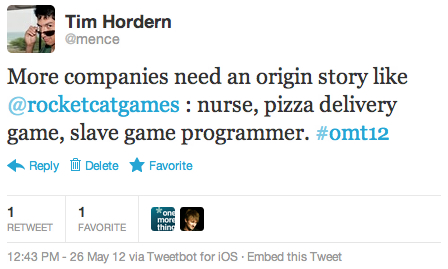 Tim Hordern
@mence
More companies need an origin story like
@rocketcatgames : nurse, pizza delivery
game, slave game programmer. #omt12
Reply Delete Favorite
1 1
RETWEET FAVORITE
one
more
thing
12:43 PM - 26 May 12 via Tweetbot for iOS · Embed this Tweet